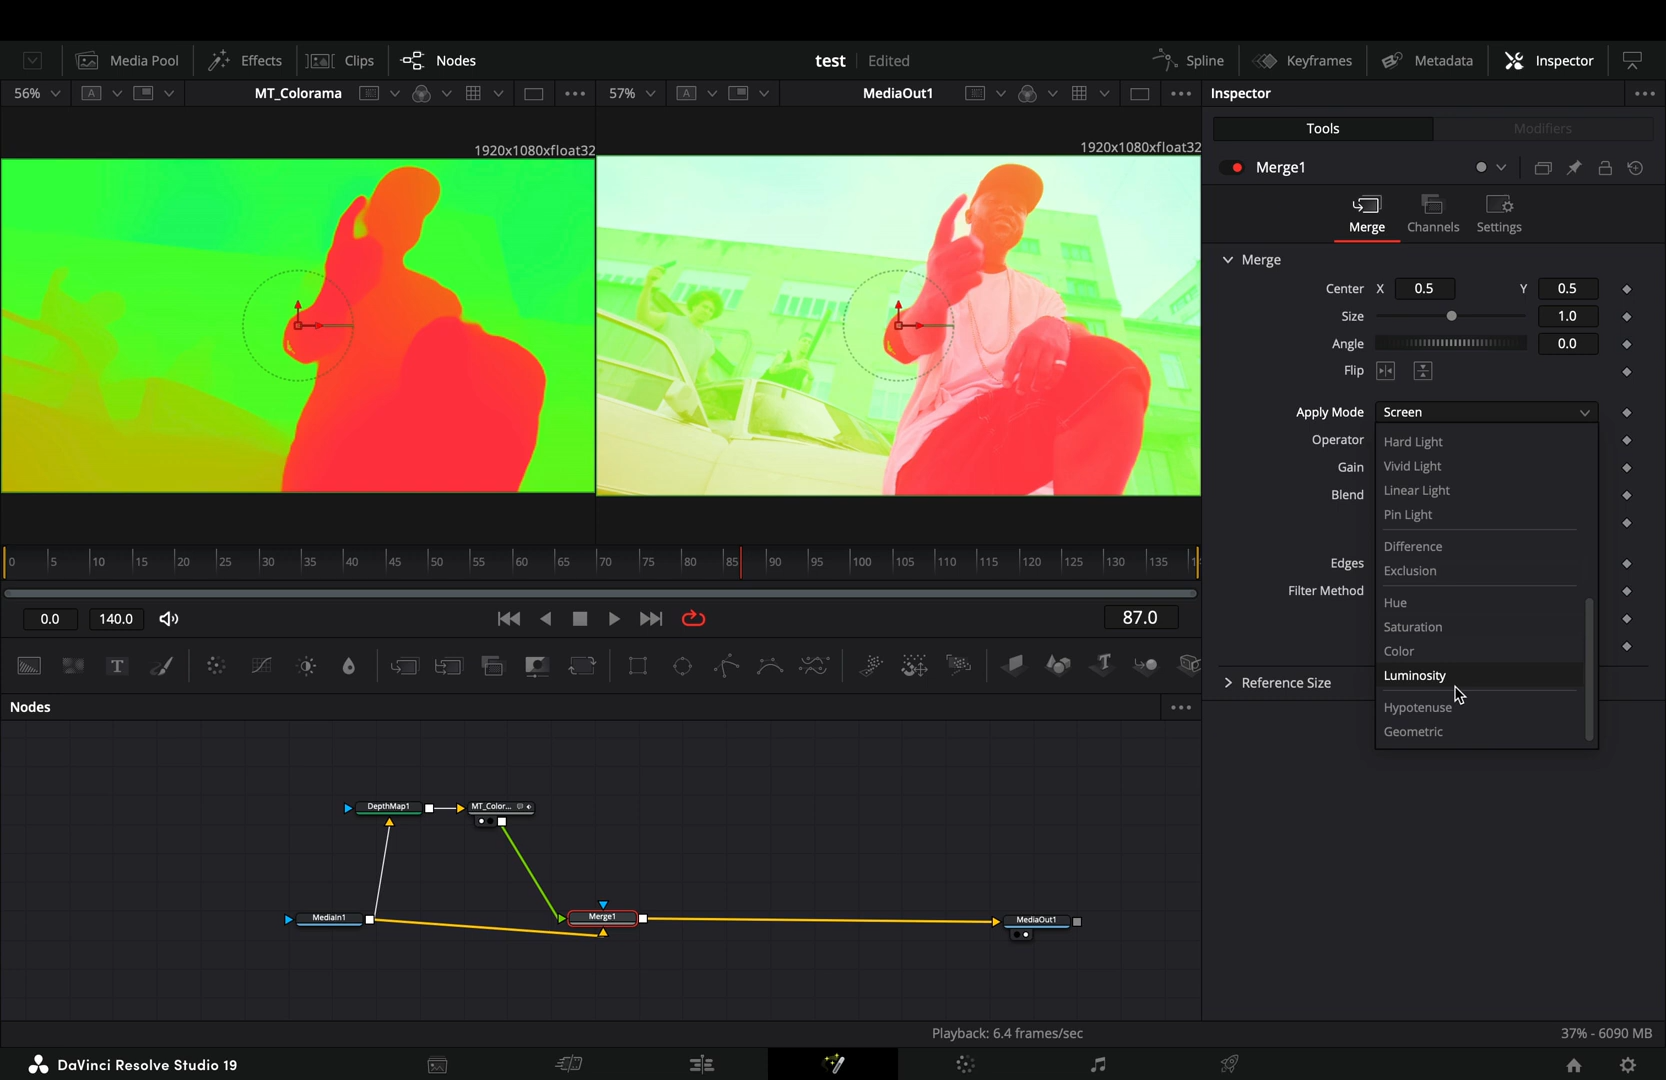 Media Pool Effects Clips Nodes test Edited Spline Keyframes Metadata Inspector
56% A MT_Colorama 57% A MediaOut1 Inspector
Tools Modifiers
1920x1080xfloat32 1920x1080xfloat32
Merge1
Merge Channels Settings
Merge
Center X 0.5 Y 0.5
Size 1.0
Angle 0.0
Flip
Apply Mode Screen
Operator
Gain
Blend
Edges
Filter Method
Hard Light
Vivid Light
Linear Light
Pin Light
Difference
Exclusion
Hue
Saturation
Color
Luminosity
Hypotenuse
Geometric
Reference Size
0 5 10 15 20 25 30 35 40 45 50 55 60 65 70 75 80 85 90 95 100 105 110 115 120 125 130 135
0.0 140.0 87.0
T T
Nodes
DepthMap1 MT_Color...
MediaIn1 Merge1 MediaOut1
Playback: 6.4 frames/sec 37% - 6090 MB
DaVinci Resolve Studio 19